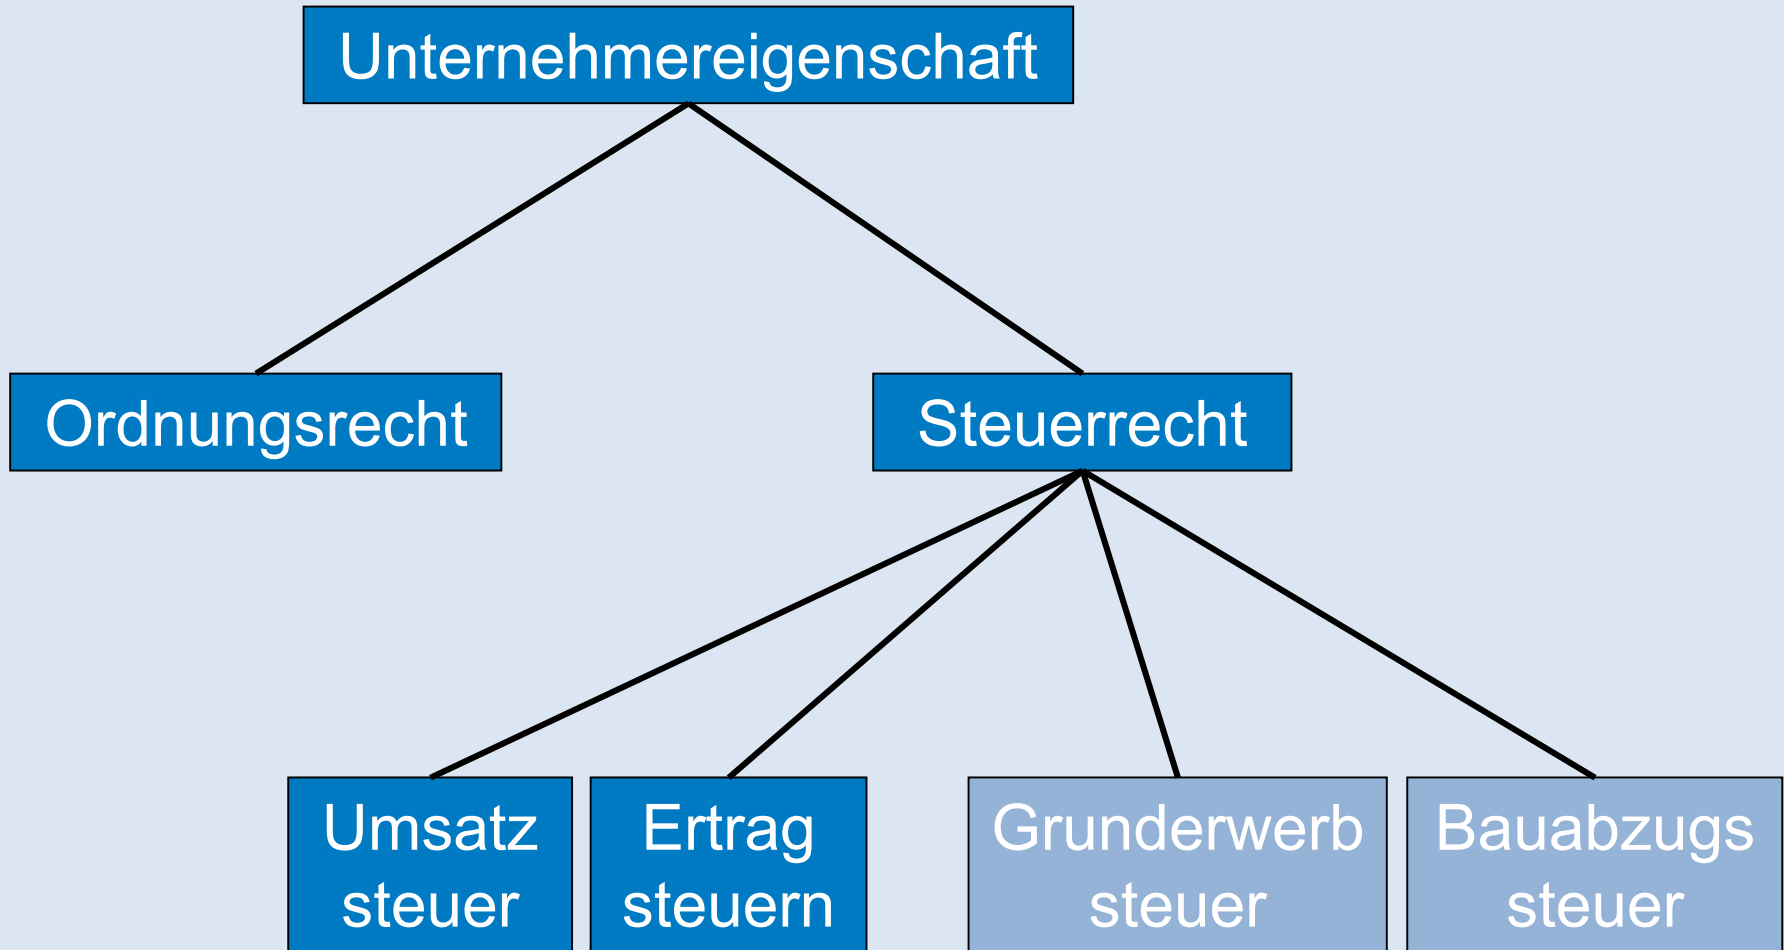 Unternehmereigenschaft
Ordnungsrecht
Steuerrecht
Umsatz
steuer
Ertrag
steuern
Grunderwerb
steuer
Bauabzugs
steuer